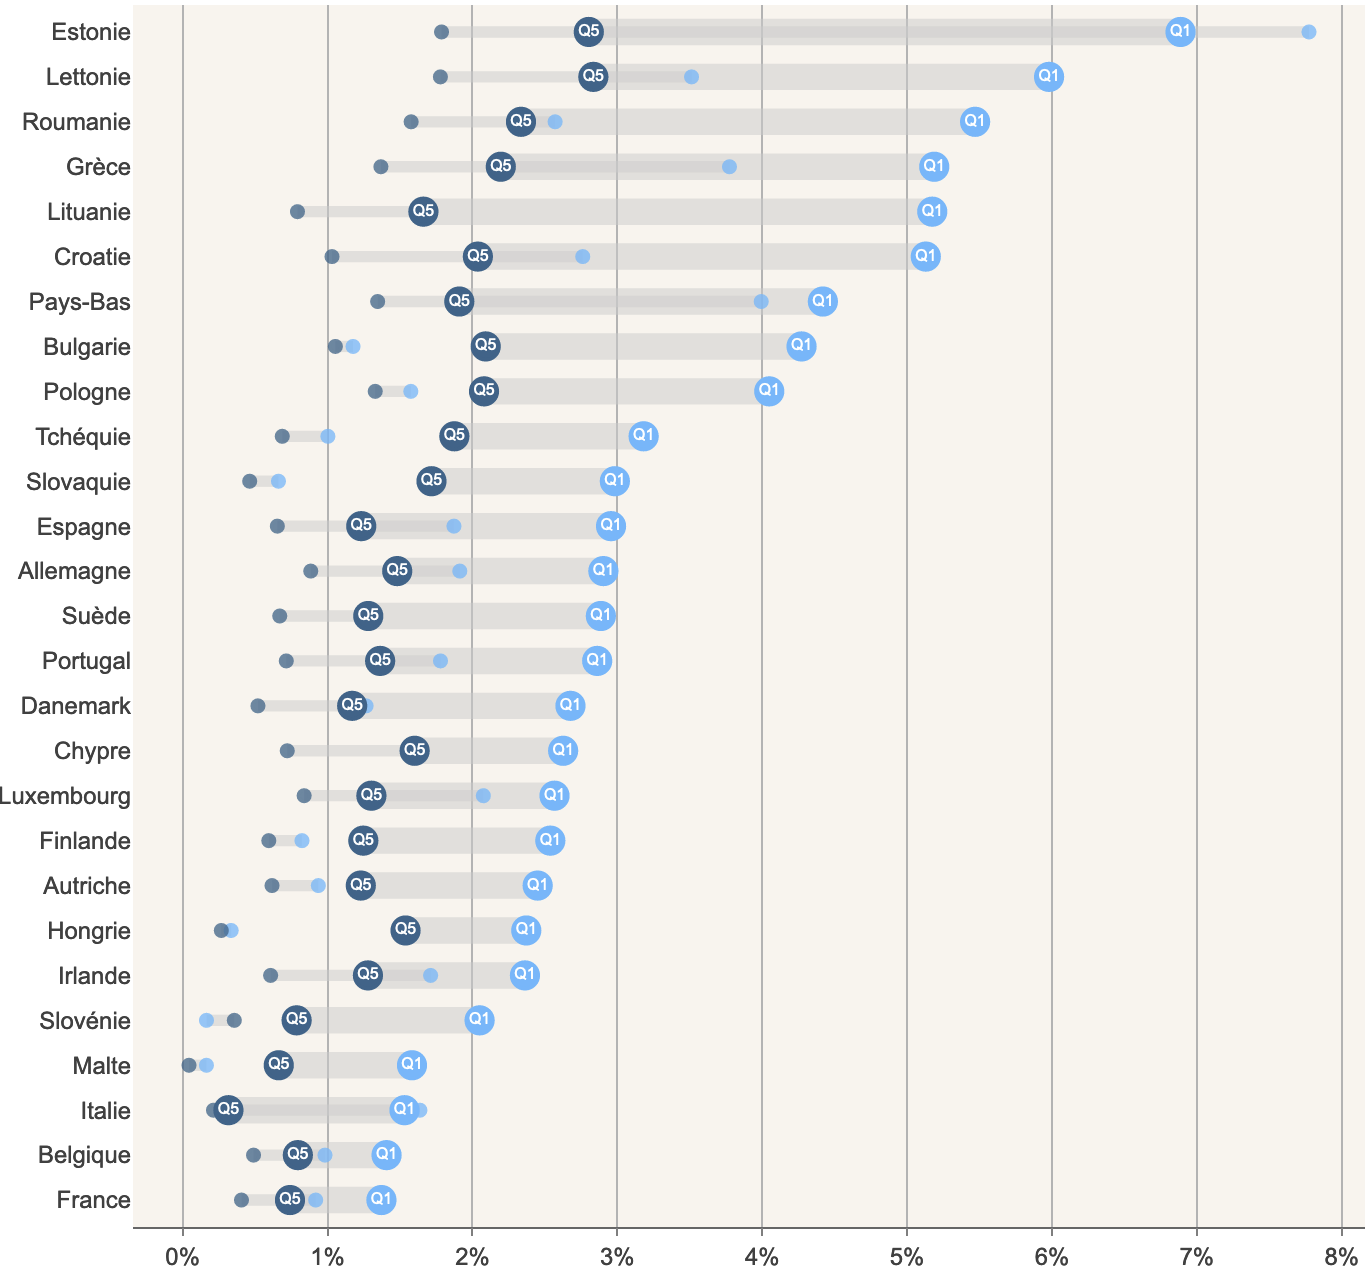 Estonie Q5 Q1
Lettonie Q5 Q1
Roumanie Q5 Q1
Grèce Q5 Q1
Lituanie Q5 Q1
Croatie Q5 Q1
Pays-Bas Q5 Q1
Bulgarie Q5 Q1
Pologne Q5 Q1
Tchéquie Q5 Q1
Slovaquie Q5 Q1
Espagne Q5 Q1
Allemagne Q5 Q1
Suède Q5 Q1
Portugal Q5 Q1
Danemark Q5 Q1
Chypre Q5 Q1
Luxembourg Q5 Q1
Finlande Q5 Q1
Autriche Q5 Q1
Hongrie Q5 Q1
Irlande Q5 Q1
Slovénie Q5 Q1
Malte Q5 Q1
Italie Q5 Q1
Belgique Q5 Q1
France Q5 Q1
0% 1% 2% 3% 4% 5% 6% 7% 8%